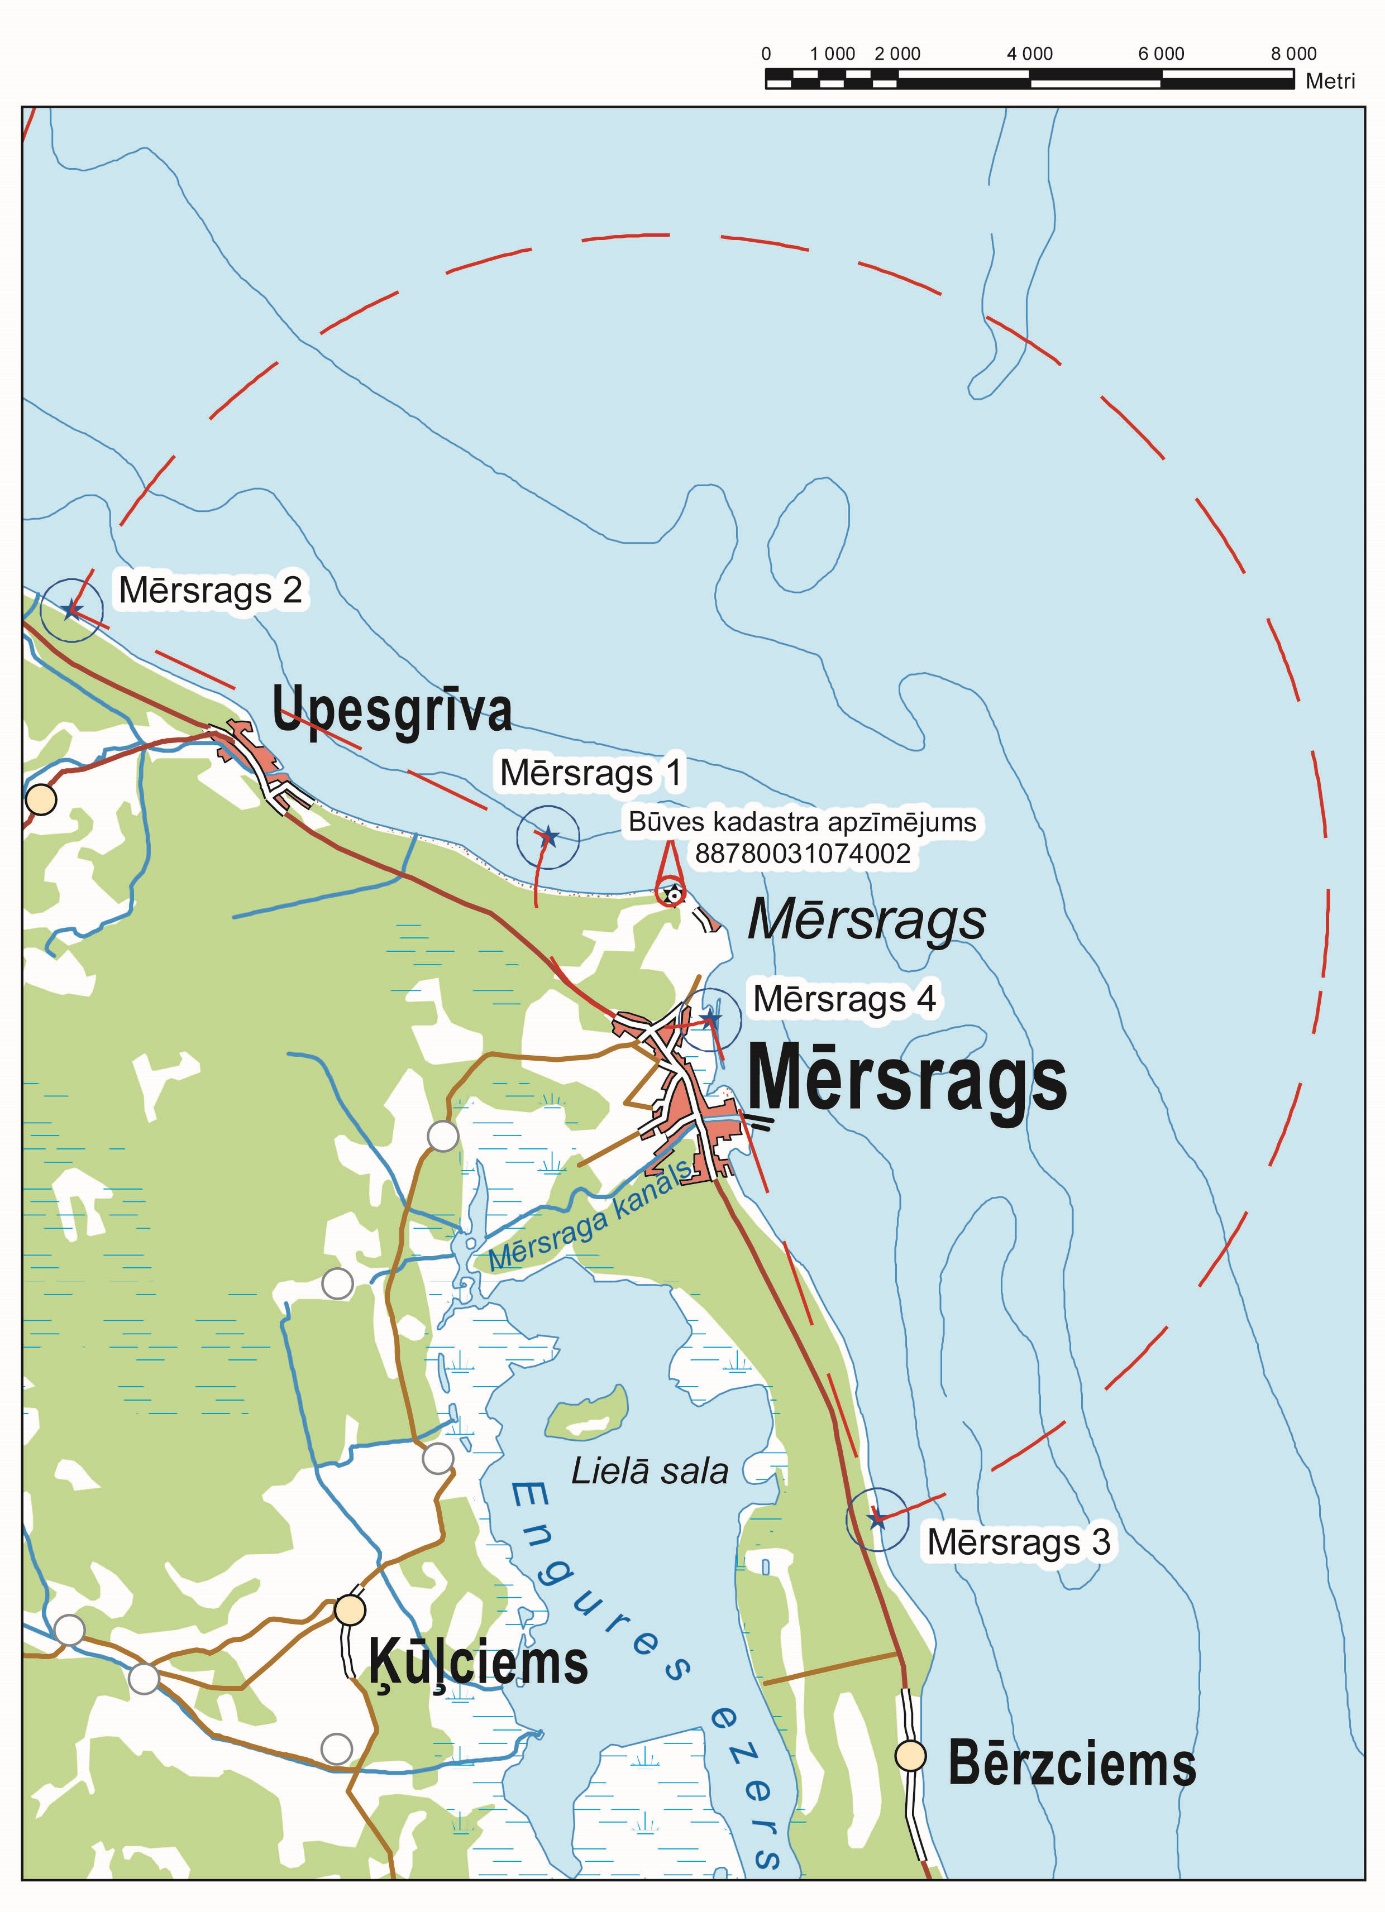 0 1 000 2 000 4 000 6 000 8 000
Metri
Mērsrags 2
Upesgrīva
Mērsrags 1
Būves kadastra apzīmējums
88780031074002
Mērsrags
Mērsrags 4
Mērsrags
Mērsraga kanāls
Lielā sala
Engures ezers
Mērsrags 3
Ķūļciems
Bērzciems